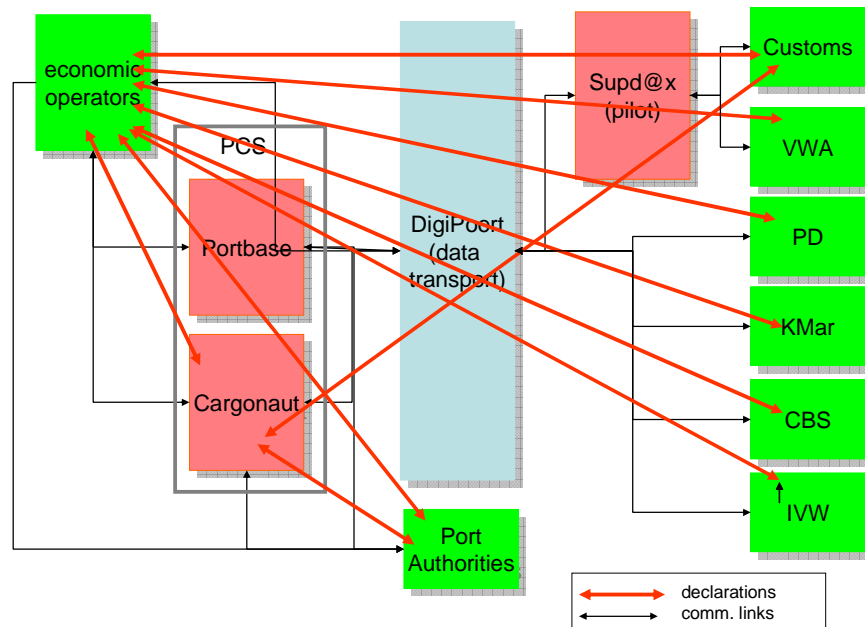 economic
operators
PCS
Portbase
Cargonaut
DigiPoort
(data
transport)
Supd@x
(pilot)
Customs
VWA
PD
KMar
CBS
IVW
Port
Authorities
declarations
comm. links